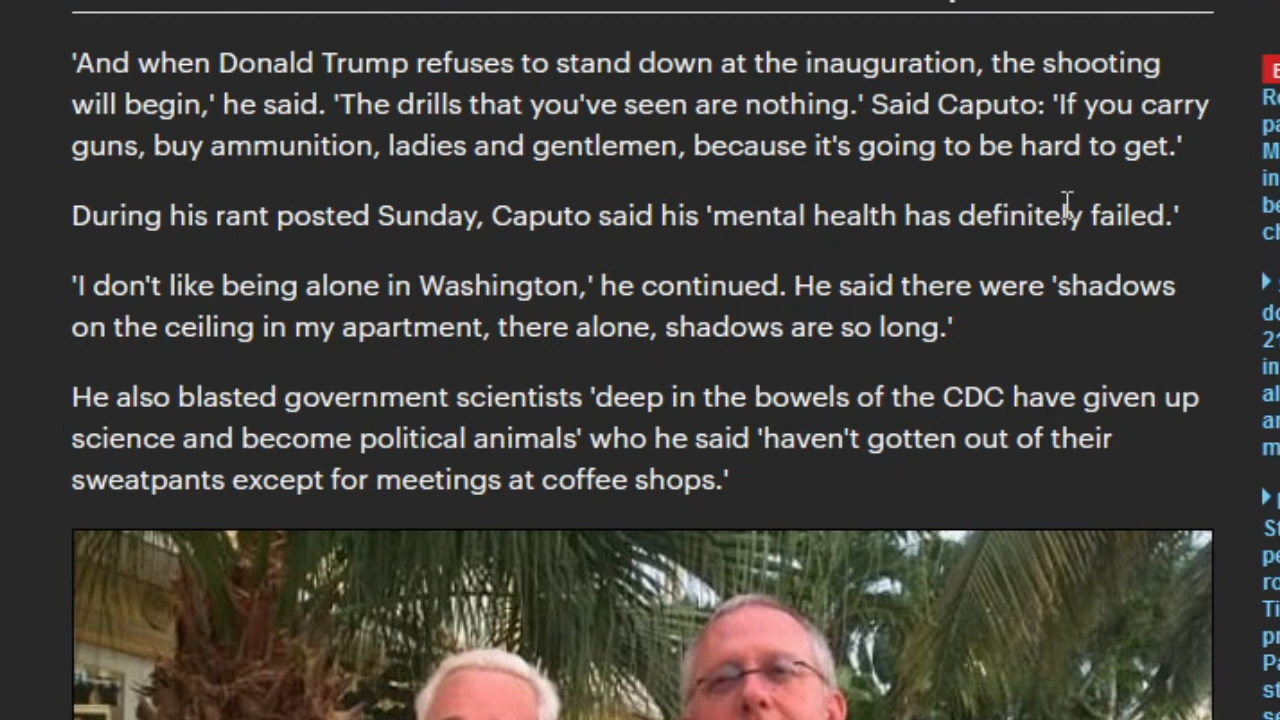 'And when Donald Trump refuses to stand down at the inauguration, the shooting
will begin,' he said. 'The drills that you've seen are nothing.' Said Caputo: 'If you carry
guns, buy ammunition, ladies and gentlemen, because it's going to be hard to get.'
During his rant posted Sunday, Caputo said his 'mental health has definitely failed.'
'I don't like being alone in Washington,' he continued. He said there were 'shadows
on the ceiling in my apartment, there alone, shadows are so long.'
He also blasted government scientists 'deep in the bowels of the CDC have given up
science and become political animals' who he said 'haven't gotten out of their
sweatpants except for meetings at coffee shops.'